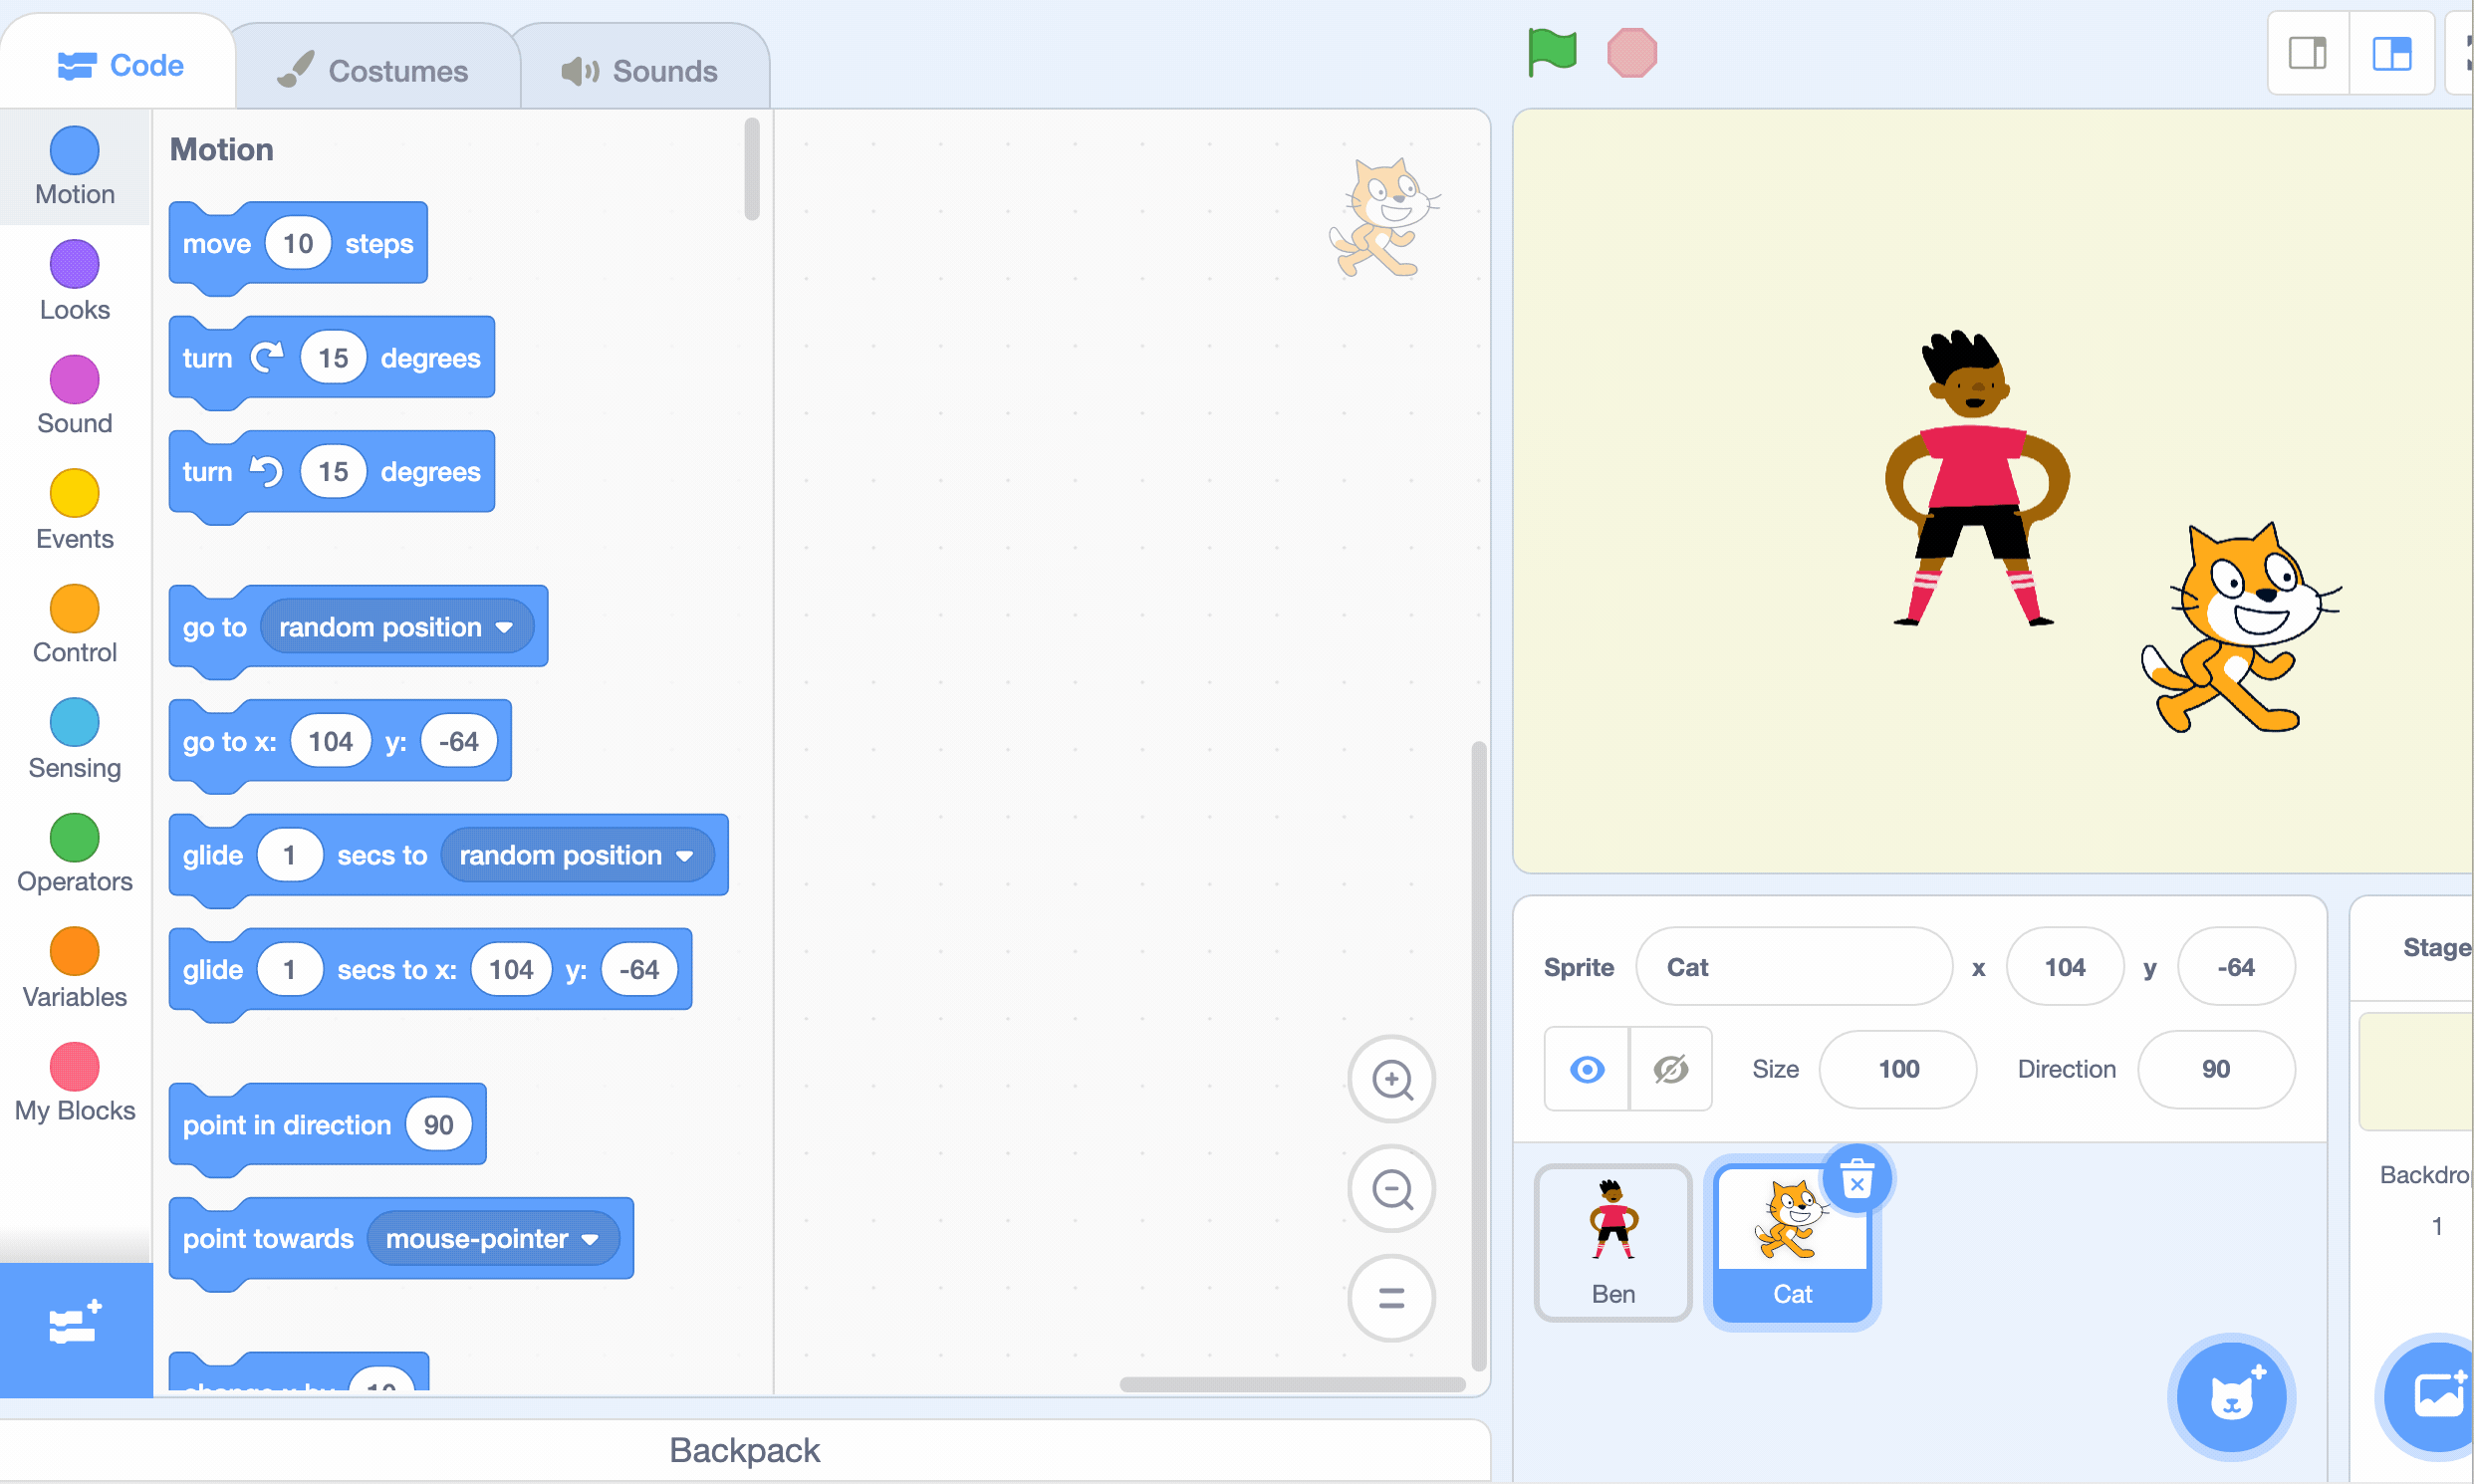 Code
Costumes
Sounds
Motion
Looks
Sound
Events
Control
Sensing
Operators
Variables
My Blocks
Motion
move 10 steps
turn 15 degrees
turn 15 degrees
go to random position
go to x: 104 y: -64
glide 1 secs to random position
glide 1 secs to x: 104 y: -64
point in direction 90
point towards mouse-pointer
change x by 10
Backpack
Sprite Cat x 104 y -64
Size 100 Direction 90
Ben
Cat
Stage
1